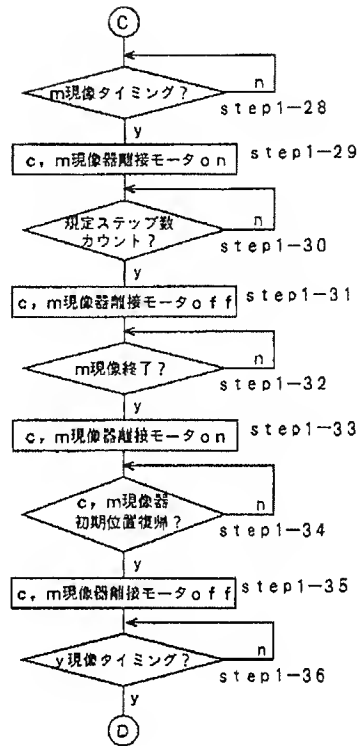 C
n
m現像タイミング?
step1-28
y
c,m現像器離接モータon
step1-29
n
規定ステップ数
カウント?
step1-30
y
c,m現像器離接モータoff
step1-31
n
m現像終了?
step1-32
y
c,m現像器離接モータon
step1-33
n
c,m現像器
初期位置復帰?
step1-34
y
c,m現像器離接モータoff
step1-35
n
y現像タイミング?
step1-36
y
D